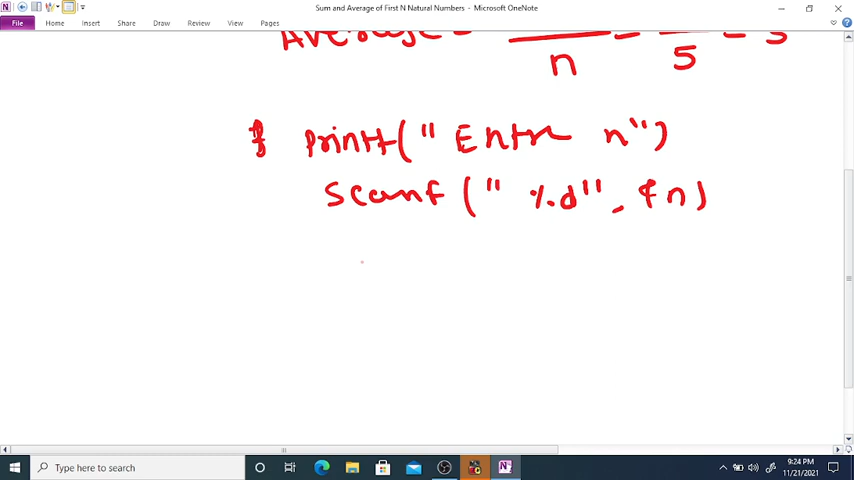 Sum and Average of First N Natural Numbers - Microsoft OneNote
File Home Insert Share Draw Review View Pages
Average =
n 5
printf(" Enter n")
Scanf (" %d", &n)
Type here to search
9:24 PM
11/21/2021